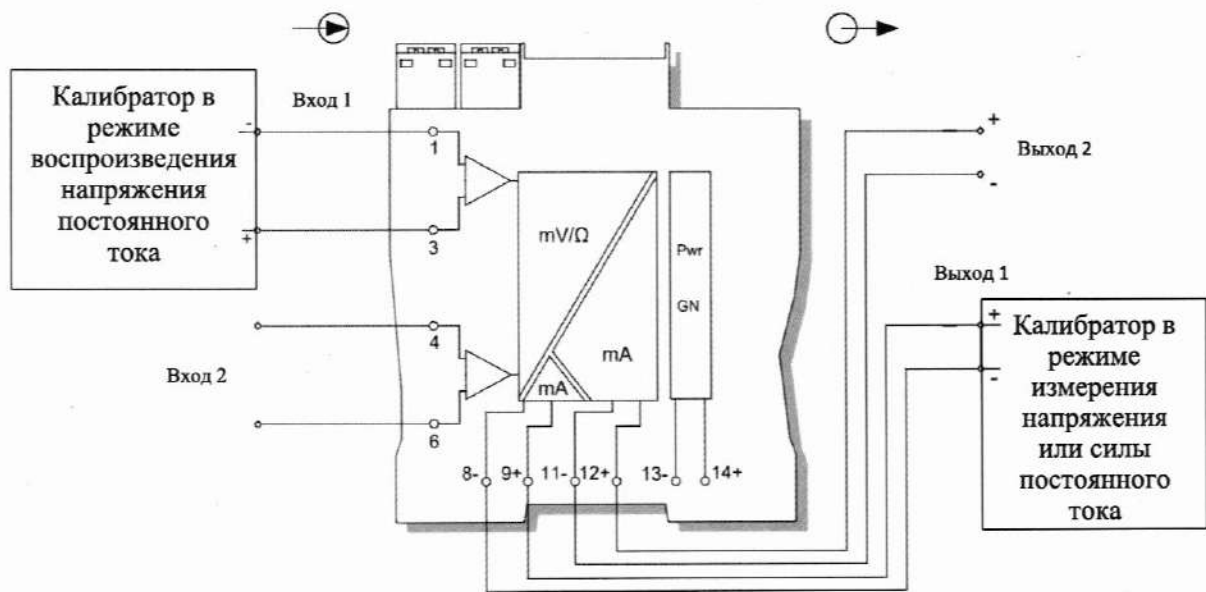 Калибратор в
режиме
воспроизведения
напряжения
постоянного
тока
-
+
Вход 1
1
3
Вход 2
4
6
mV/Ω
mA
mA
Pwr
GN
8-
9+
11-
12+
13-
14+
+
-
Выход 2
Выход 1
+
-
Калибратор в
режиме
измерения
напряжения
или силы
постоянного
тока